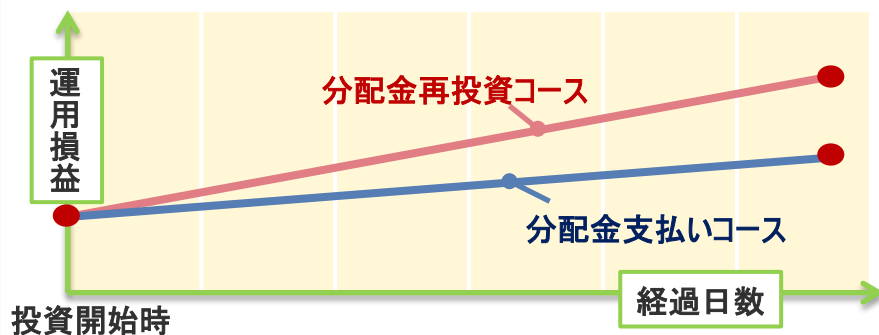 運用損益
分配金再投資コース
分配金支払いコース
経過日数
投資開始時